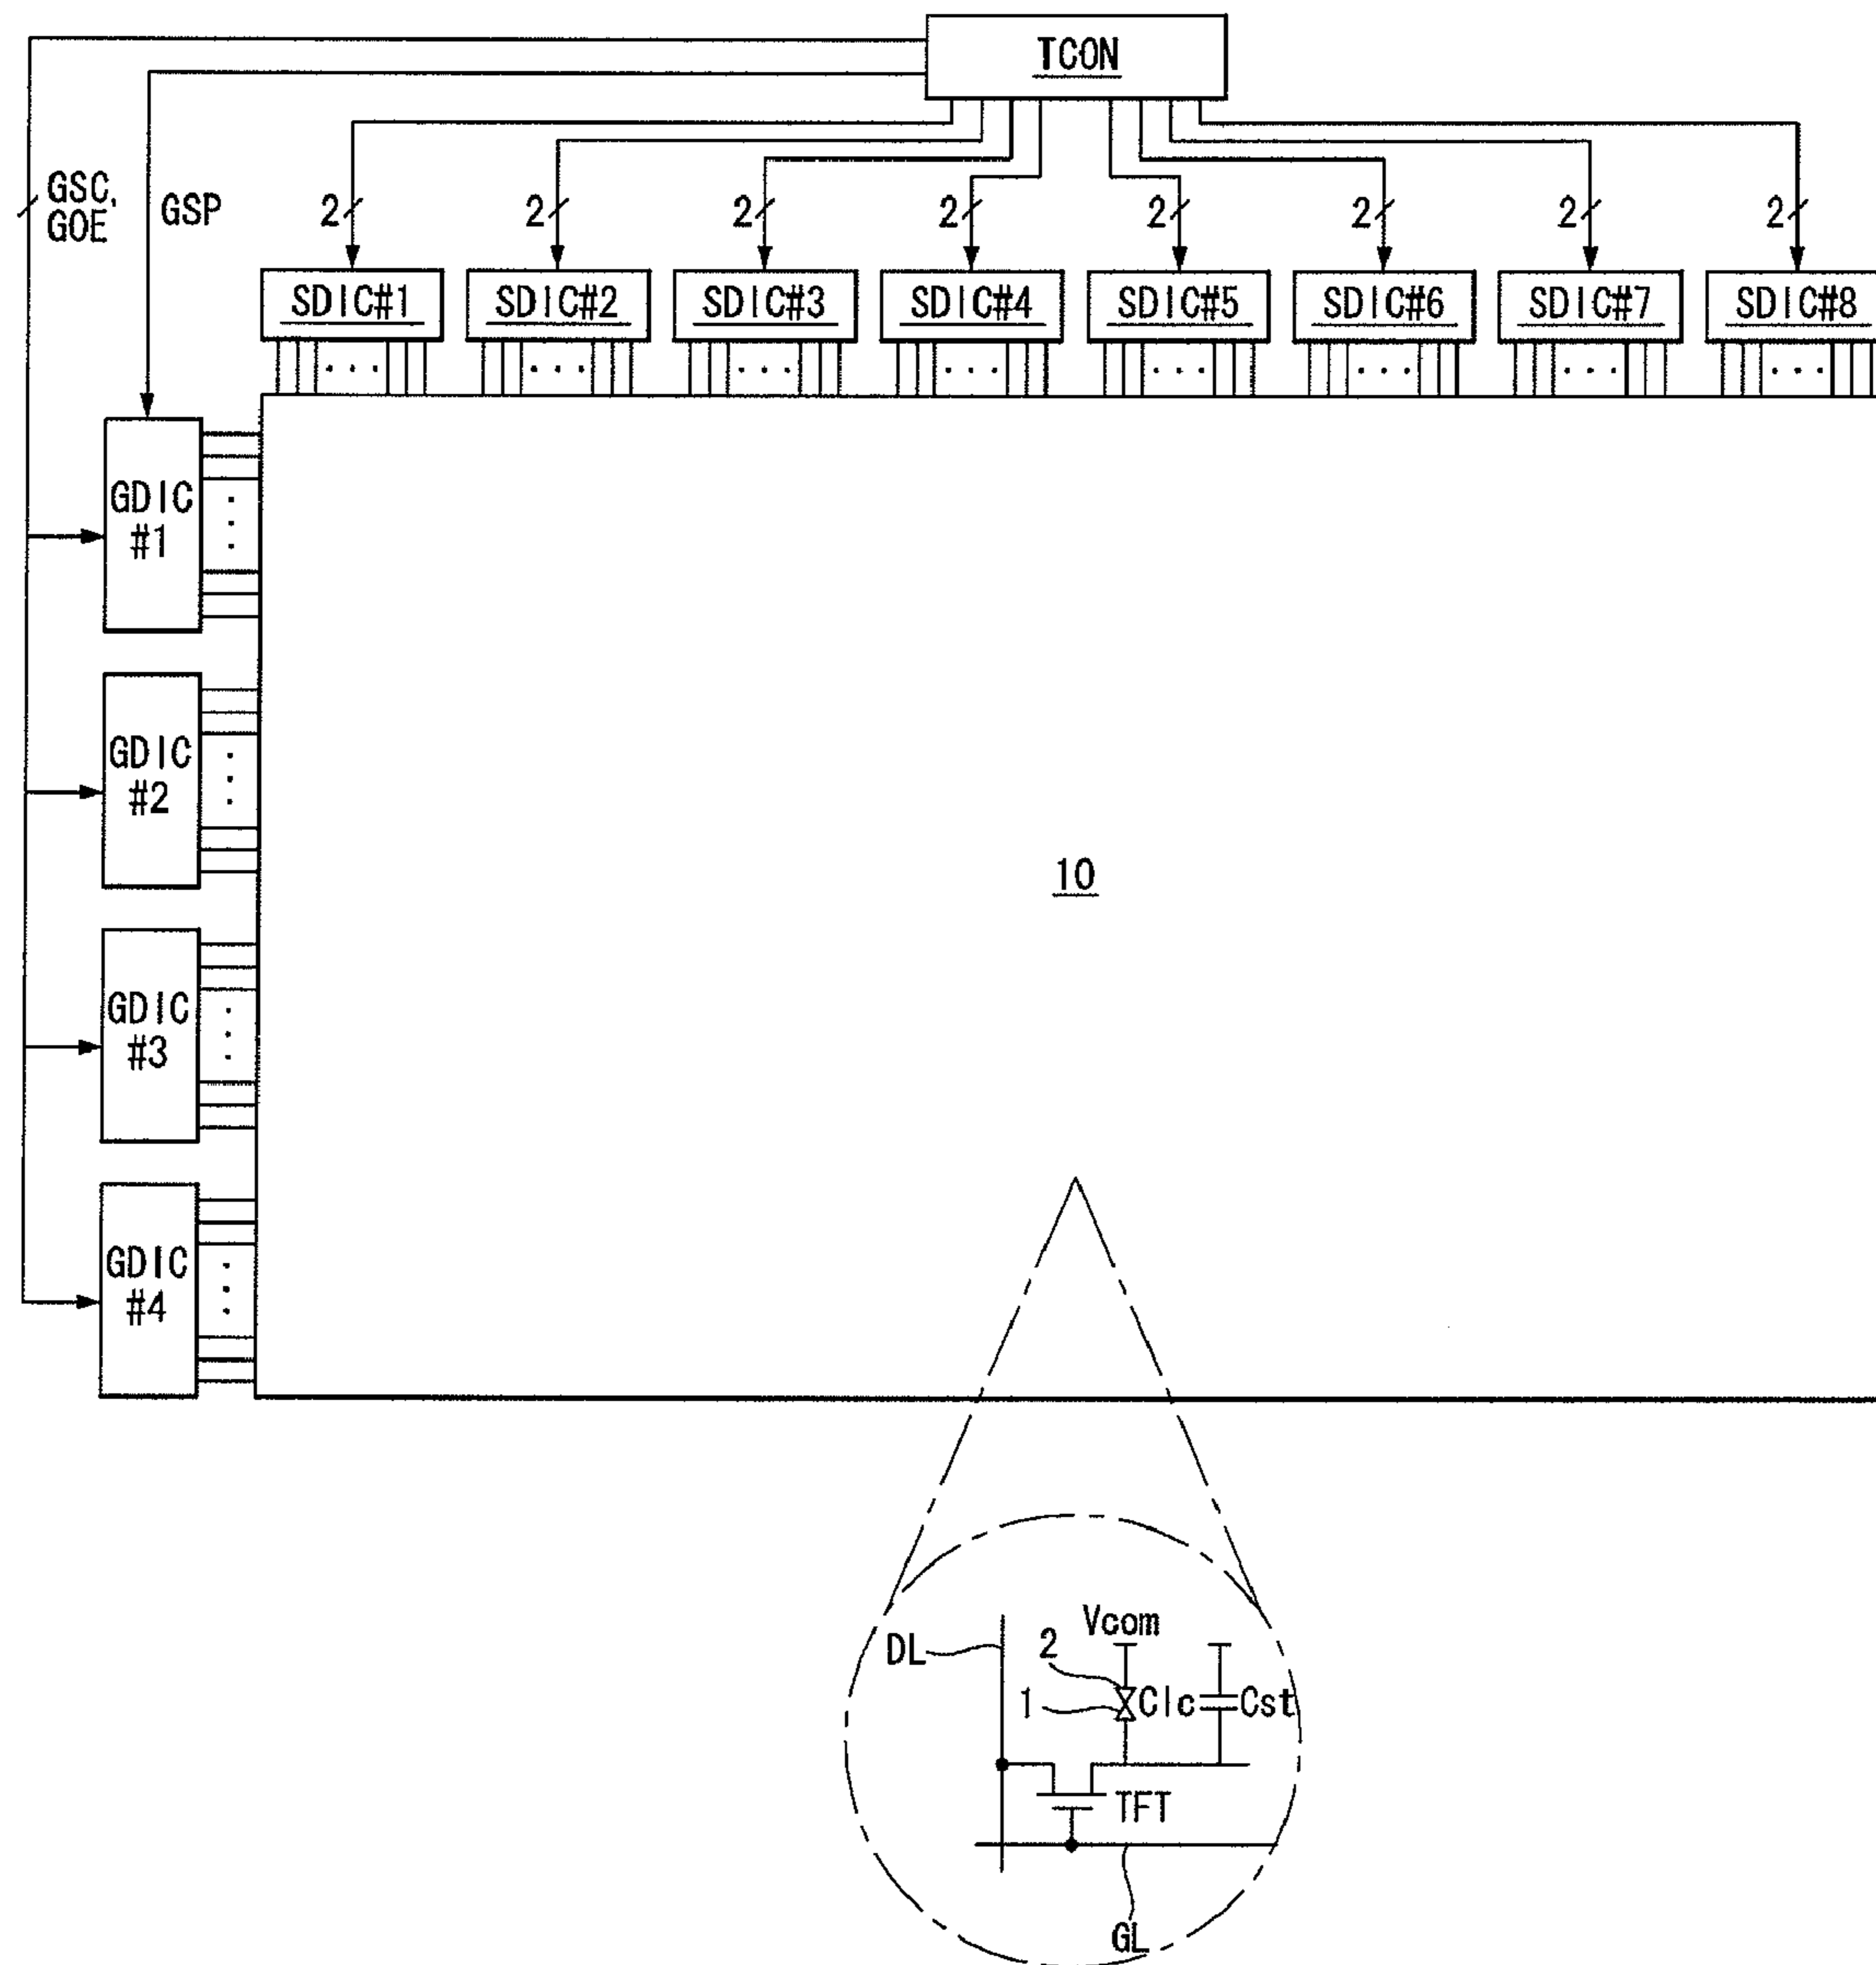 TCON
GSC,
GOE
GSP
2
2
2
2
2
2
2
2
SDIC#1
SDIC#2
SDIC#3
SDIC#4
SDIC#5
SDIC#6
SDIC#7
SDIC#8
GDIC
#1
GDIC
#2
10
GDIC
#3
GDIC
#4
Vcom
DL
2
1
Clc
Cst
TFT
GL